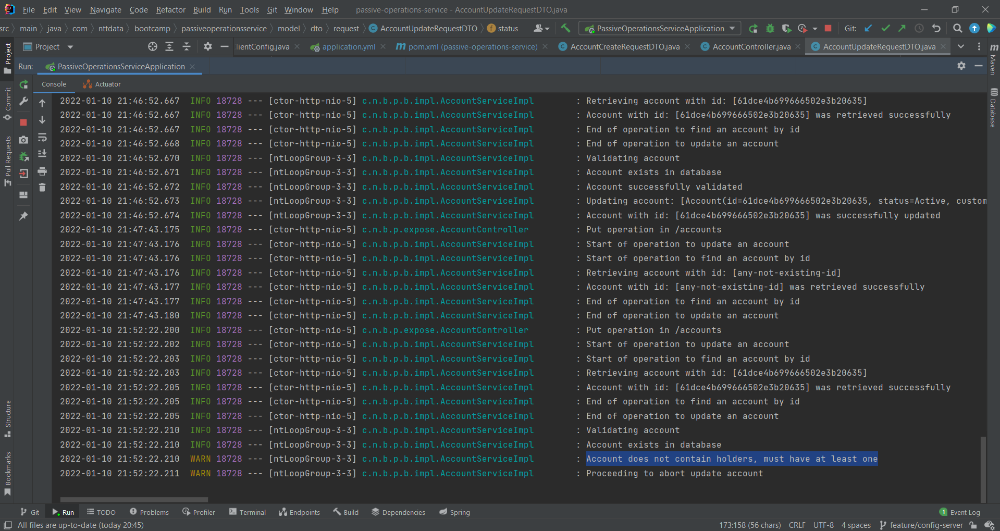 File Edit View Navigate Code Refactor Build Run Tools Git Window Help passive-operations-service - AccountUpdateRequestDTO.java
src main java com nttdata bootcamp passiveoperationsservice model dto request AccountUpdateRequestDTO status PassiveOperationsServiceApplication Git:
Project lientConfig.java application.yml pom.xml (passive-operations-service) AccountCreateRequestDTO.java AccountController.java AccountUpdateRequestDTO.java
Run: PassiveOperationsServiceApplication
Console Actuator
2022-01-10 21:46:52.667 INFO 18728 --- [ctor-http-nio-5] c.n.b.p.b.impl.AccountServiceImpl : Retrieving account with id: [61dce4b699666502e3b20635]
2022-01-10 21:46:52.667 INFO 18728 --- [ctor-http-nio-5] c.n.b.p.b.impl.AccountServiceImpl : Account with id: [61dce4b699666502e3b20635] was retrieved successfully
2022-01-10 21:46:52.667 INFO 18728 --- [ctor-http-nio-5] c.n.b.p.b.impl.AccountServiceImpl : End of operation to find an account by id
2022-01-10 21:46:52.668 INFO 18728 --- [ctor-http-nio-5] c.n.b.p.b.impl.AccountServiceImpl : End of operation to update an account
2022-01-10 21:46:52.670 INFO 18728 --- [ntLoopGroup-3-3] c.n.b.p.b.impl.AccountServiceImpl : Validating account
2022-01-10 21:46:52.671 INFO 18728 --- [ntLoopGroup-3-3] c.n.b.p.b.impl.AccountServiceImpl : Account exists in database
2022-01-10 21:46:52.672 INFO 18728 --- [ntLoopGroup-3-3] c.n.b.p.b.impl.AccountServiceImpl : Account successfully validated
2022-01-10 21:46:52.673 INFO 18728 --- [ntLoopGroup-3-3] c.n.b.p.b.impl.AccountServiceImpl : Updating account: [Account(id=61dce4b699666502e3b20635, status=Active, custom
2022-01-10 21:46:52.674 INFO 18728 --- [ntLoopGroup-3-3] c.n.b.p.b.impl.AccountServiceImpl : Account with id: [61dce4b699666502e3b20635] was successfully updated
2022-01-10 21:47:43.175 INFO 18728 --- [ctor-http-nio-5] c.n.b.p.expose.AccountController : Put operation in /accounts
2022-01-10 21:47:43.176 INFO 18728 --- [ctor-http-nio-5] c.n.b.p.b.impl.AccountServiceImpl : Start of operation to update an account
2022-01-10 21:47:43.176 INFO 18728 --- [ctor-http-nio-5] c.n.b.p.b.impl.AccountServiceImpl : Start of operation to find an account by id
2022-01-10 21:47:43.176 INFO 18728 --- [ctor-http-nio-5] c.n.b.p.b.impl.AccountServiceImpl : Retrieving account with id: [any-not-existing-id]
2022-01-10 21:47:43.177 INFO 18728 --- [ctor-http-nio-5] c.n.b.p.b.impl.AccountServiceImpl : Account with id: [any-not-existing-id] was retrieved successfully
2022-01-10 21:47:43.177 INFO 18728 --- [ctor-http-nio-5] c.n.b.p.b.impl.AccountServiceImpl : End of operation to find an account by id
2022-01-10 21:47:43.180 INFO 18728 --- [ctor-http-nio-5] c.n.b.p.b.impl.AccountServiceImpl : End of operation to update an account
2022-01-10 21:52:22.200 INFO 18728 --- [ctor-http-nio-5] c.n.b.p.expose.AccountController : Put operation in /accounts
2022-01-10 21:52:22.202 INFO 18728 --- [ctor-http-nio-5] c.n.b.p.b.impl.AccountServiceImpl : Start of operation to update an account
2022-01-10 21:52:22.203 INFO 18728 --- [ctor-http-nio-5] c.n.b.p.b.impl.AccountServiceImpl : Start of operation to find an account by id
2022-01-10 21:52:22.203 INFO 18728 --- [ctor-http-nio-5] c.n.b.p.b.impl.AccountServiceImpl : Retrieving account with id: [61dce4b699666502e3b20635]
2022-01-10 21:52:22.205 INFO 18728 --- [ctor-http-nio-5] c.n.b.p.b.impl.AccountServiceImpl : Account with id: [61dce4b699666502e3b20635] was retrieved successfully
2022-01-10 21:52:22.205 INFO 18728 --- [ctor-http-nio-5] c.n.b.p.b.impl.AccountServiceImpl : End of operation to find an account by id
2022-01-10 21:52:22.205 INFO 18728 --- [ctor-http-nio-5] c.n.b.p.b.impl.AccountServiceImpl : End of operation to update an account
2022-01-10 21:52:22.210 INFO 18728 --- [ntLoopGroup-3-3] c.n.b.p.b.impl.AccountServiceImpl : Validating account
2022-01-10 21:52:22.210 INFO 18728 --- [ntLoopGroup-3-3] c.n.b.p.b.impl.AccountServiceImpl : Account exists in database
2022-01-10 21:52:22.210 WARN 18728 --- [ntLoopGroup-3-3] c.n.b.p.b.impl.AccountServiceImpl : Account does not contain holders, must have at least one
2022-01-10 21:52:22.211 WARN 18728 --- [ntLoopGroup-3-3] c.n.b.p.b.impl.AccountServiceImpl : Proceeding to abort update account
Project
Commit
Pull Requests
Structure
Bookmarks
Maven
Database
Git Run TODO Problems Profiler Terminal Endpoints Build Dependencies Spring 1 Event Log
All files are up-to-date (today 20:45) 173:158 (56 chars) CRLF UTF-8 4 spaces feature/config-server